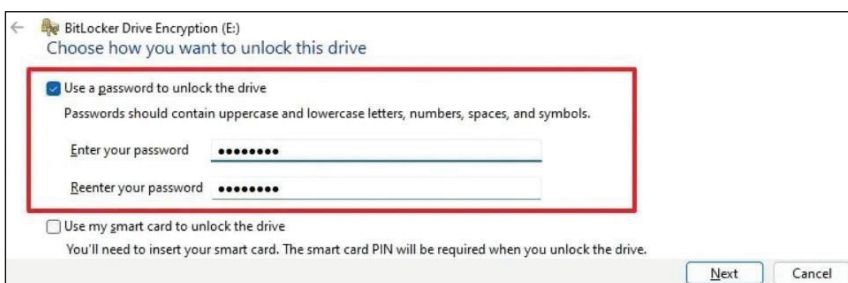 BitLocker Drive Encryption (E:)
Choose how you want to unlock this drive
Use a password to unlock the drive
Passwords should contain uppercase and lowercase letters, numbers, spaces, and symbols.
Enter your password ●●●●●●●●
Reenter your password ●●●●●●●●
Use my smart card to unlock the drive
You'll need to insert your smart card. The smart card PIN will be required when you unlock the drive.
Next Cancel